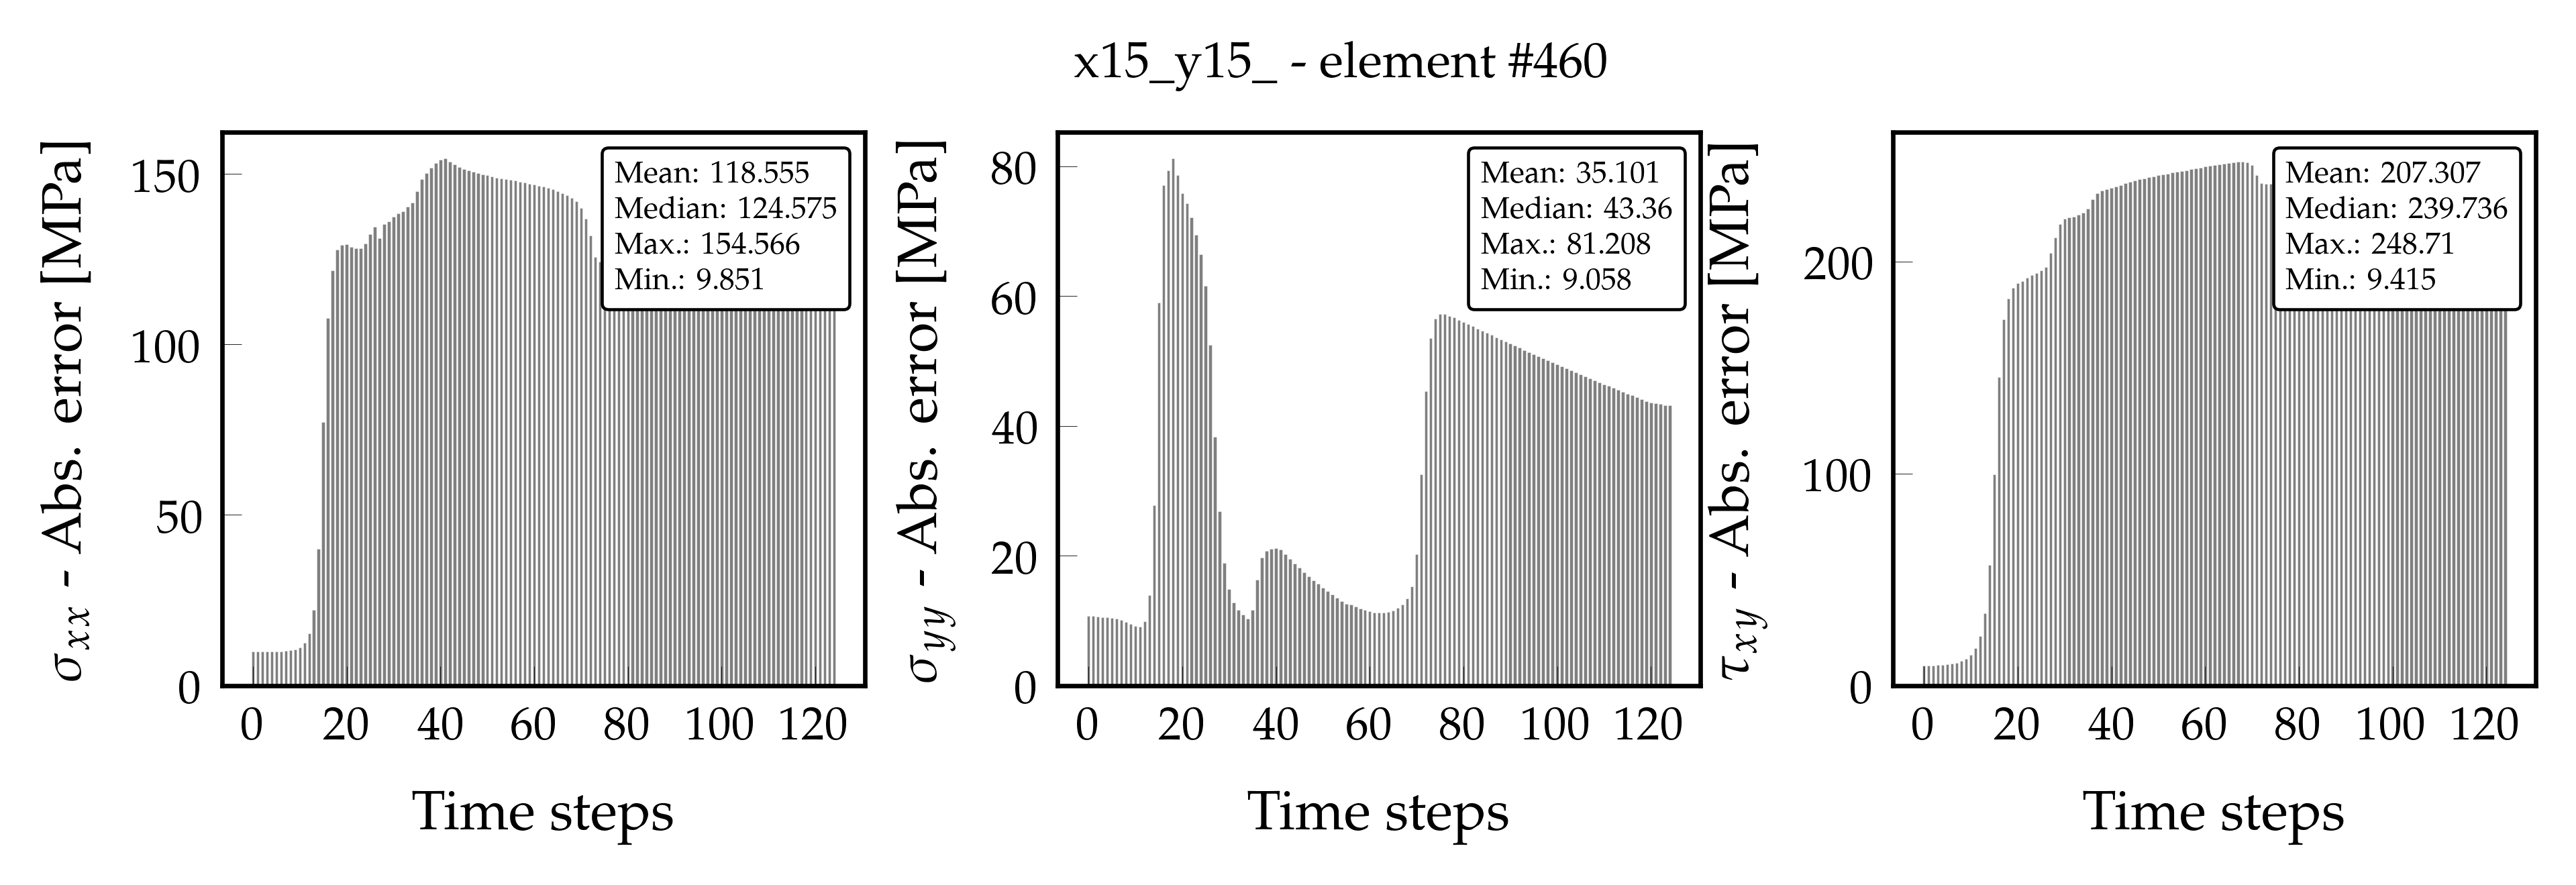 x15_y15_ - element #460
σxx - Abs. error [MPa]
150
100
50
0
Mean: 118.555
Median: 124.575
Max.: 154.566
Min.: 9.851
0 20 40 60 80 100 120
Time steps
σyy - Abs. error [MPa]
80
60
40
20
0
Mean: 35.101
Median: 43.36
Max.: 81.208
Min.: 9.058
0 20 40 60 80 100 120
Time steps
τxy - Abs. error [MPa]
200
100
0
Mean: 207.307
Median: 239.736
Max.: 248.71
Min.: 9.415
0 20 40 60 80 100 120
Time steps